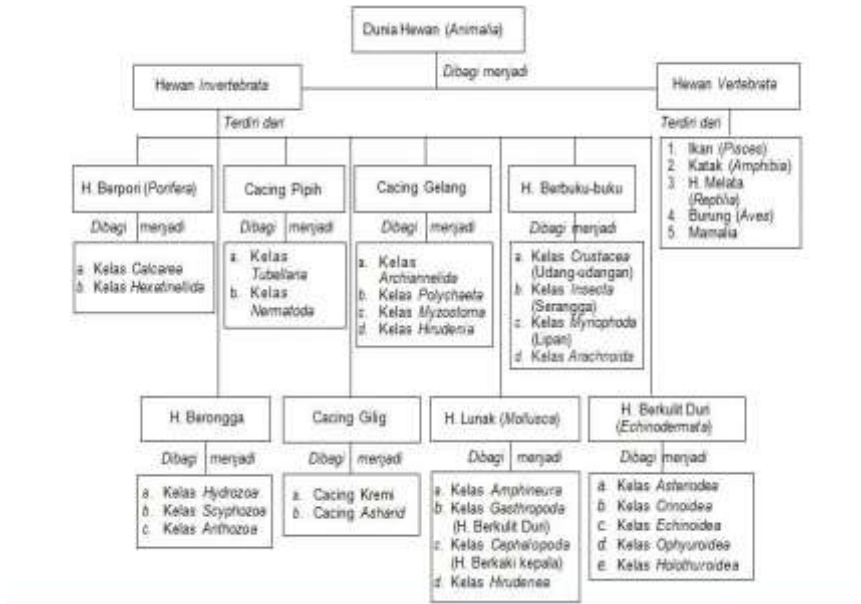 Dunia Hewan (Animalia)
Dibagi menjadi
Hewan Invertebrata
Hewan Vertebrata
Terdiri dari
Terdiri dari
1. Ikan (Pisces)
2. Katak (Amphibia)
3. H. Melata
(Reptilia)
4. Burung (Aves)
5. Mamalia
H. Berpori (Porifera)
Cacing Pipih
Cacing Gelang
H. Berbuku-buku
Dibagi menjadi
Dibagi menjadi
Dibagi menjadi
Dibagi menjadi
a. Kelas Calcarea
b. Kelas Hexatinellida
a. Kelas
Tubellaria
b. Kelas
Nermatoda
a. Kelas
Archiannelida
b. Kelas Polychaeta
c. Kelas Myzostoma
d. Kelas Hirudenia
a. Kelas Crustacea
(Udang-udangan)
b. Kelas Insecta
(Serangga)
c. Kelas Myriophoda
(Lipan)
d. Kelas Arachnoida
H. Berongga
Cacing Gilig
H. Lunak (Mollusca)
H. Berkulit Duri
(Echinodermata)
Dibagi menjadi
Dibagi menjadi
Dibagi menjadi
Dibagi menjadi
a. Kelas Hydrozoa
b. Kelas Scyphozoa
c. Kelas Anthozoa
a. Cacing Kremi
b. Cacing
a. Kelas Amphineura
b. Kelas Gasthropoda
(H. Berkulit Duri)
c. Kelas Cephalopoda
(H. Berkaki kepala)
d. Kelas Hirudenea
a. Kelas Asteriodea
b. Kelas Crinoidea
c. Kelas Echinoidea
d. Kelas Ophyuroidea
e. Kelas Holothuroidea